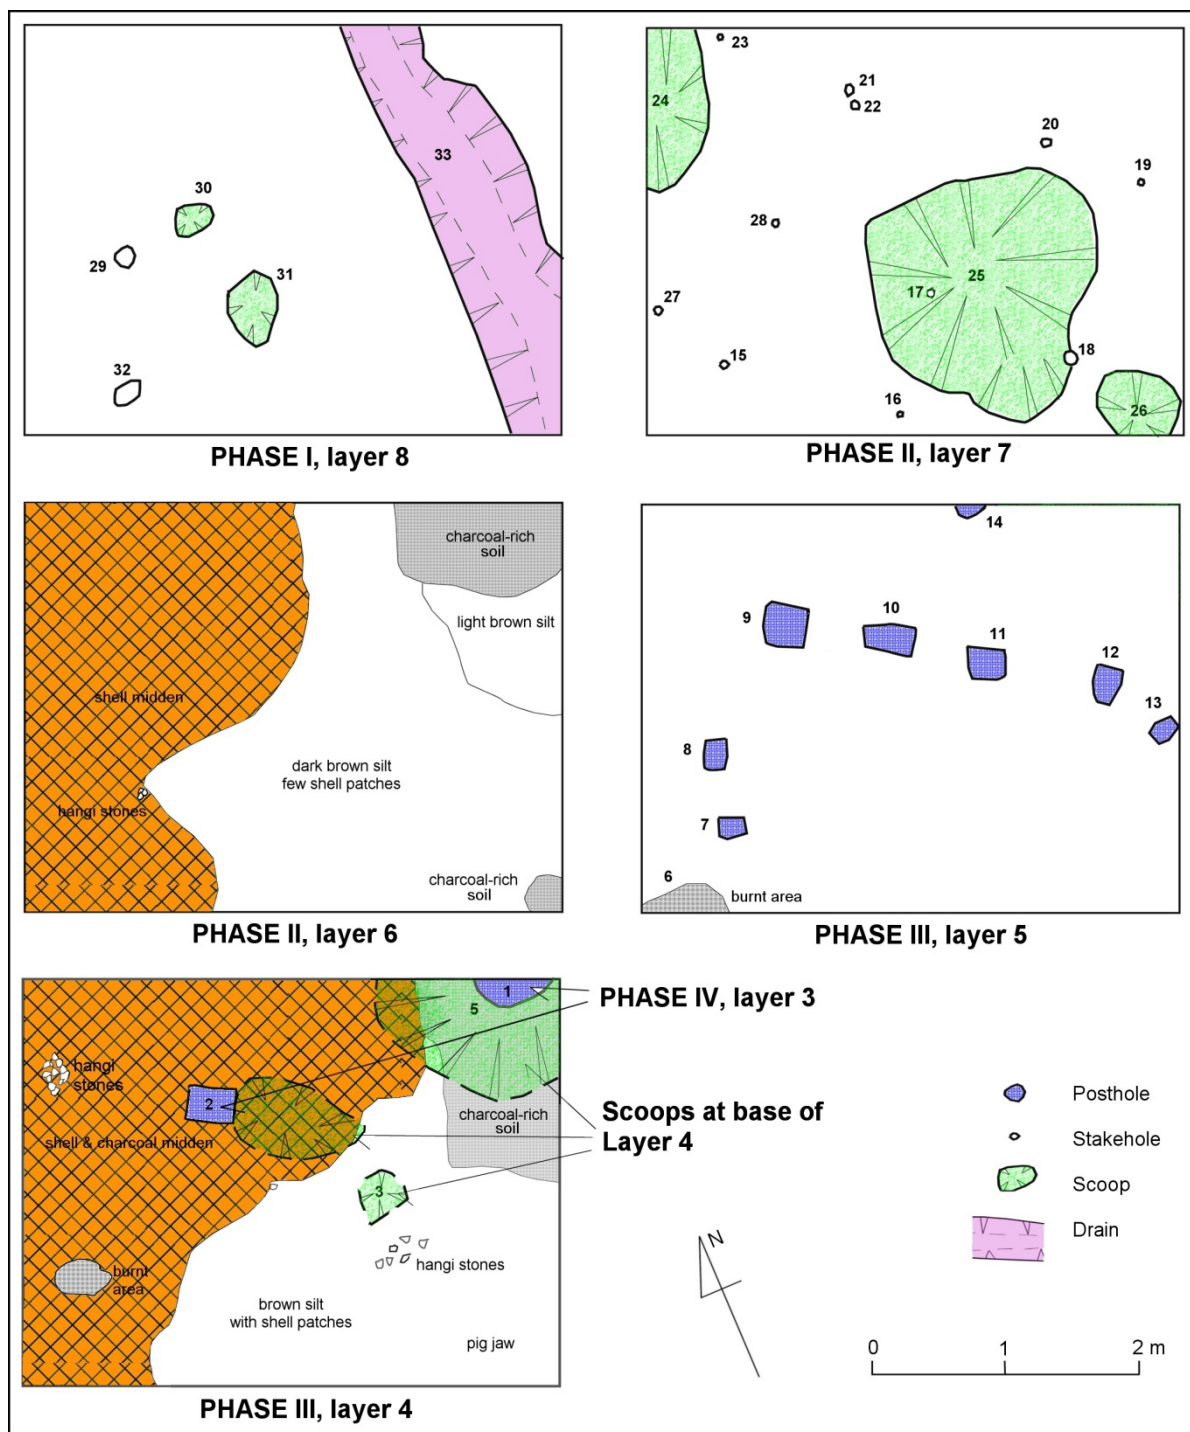 30
29
31
32
33
PHASE I, layer 8
23
24
21
22
20
19
28
25
17
27
15
18
16
26
PHASE II, layer 7
charcoal-rich
soil
light brown silt
shell midden
dark brown silt
few shell patches
hangi stones
charcoal-rich
soil
PHASE II, layer 6
14
9
10
11
12
13
8
7
6
burnt area
PHASE III, layer 5
1
5
hangi
stones
2
charcoal-rich
soil
shell & charcoal midden
3
hangi stones
burnt
area
brown silt
with shell patches
pig jaw
PHASE III, layer 4
PHASE IV, layer 3
Scoops at base of
Layer 4
Posthole
Stakehole
Scoop
Drain
N
0 1 2 m